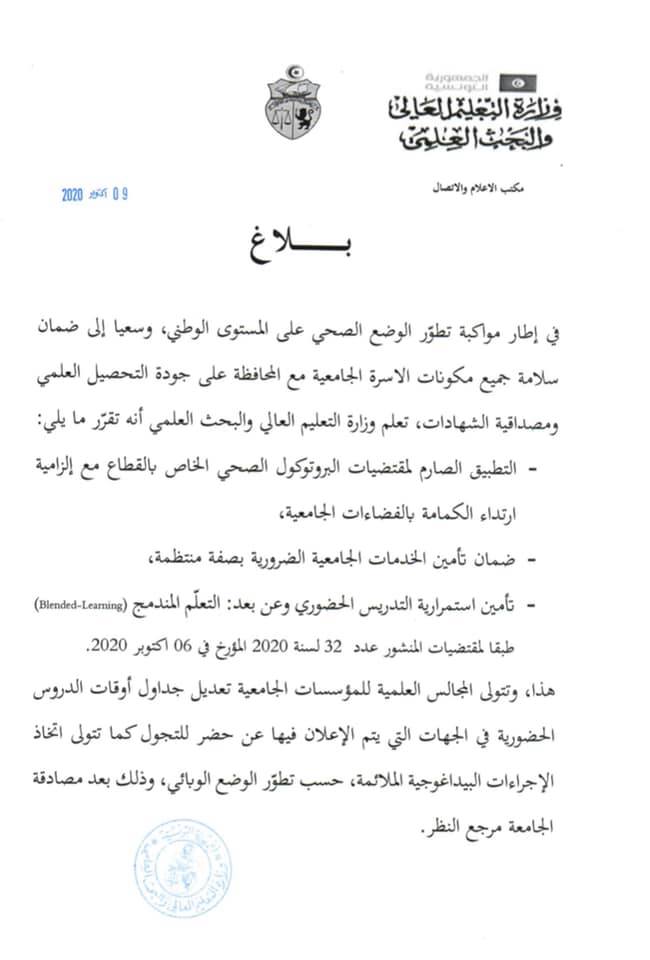 الجمهورية
التونسية
وزارة التعليم العالي
والبحث العلمي
مكتب الاعلام والاتصال
09 اكتوبر 2020
بـــلاغ
في إطار مواكبة تطوّر الوضع الصحي على المستوى الوطني، وسعيا إلى ضمان
سلامة جميع مكونات الاسرة الجامعية مع المحافظة على جودة التحصيل العلمي
ومصداقية الشهادات، تعلم وزارة التعليم العالي والبحث العلمي أنه تقرّر ما يلي:
- التطبيق الصارم لمقتضيات البروتوكول الصحي الخاص بالقطاع مع إلزامية
ارتداء الكمامة بالفضاءات الجامعية،
- ضمان تأمين الخدمات الجامعية الضرورية بصفة منتظمة،
- تأمين استمرارية التدريس الحضوري وعن بعد: التعلّم المندمج (Blended-Learning)
طبقا لمقتضيات المنشور عدد 32 لسنة 2020 المؤرخ في 06 اكتوبر 2020.
هذا، وتتولى المجالس العلمية للمؤسسات الجامعية تعديل جداول أوقات الدروس
الحضورية في الجهات التي يتم الإعلان فيها عن حضر للتجول كما تتولى اتخاذ
الإجراءات البيداغوجية الملائمة، حسب تطوّر الوضع الوبائي، وذلك بعد مصادقة
الجامعة مرجع النظر.